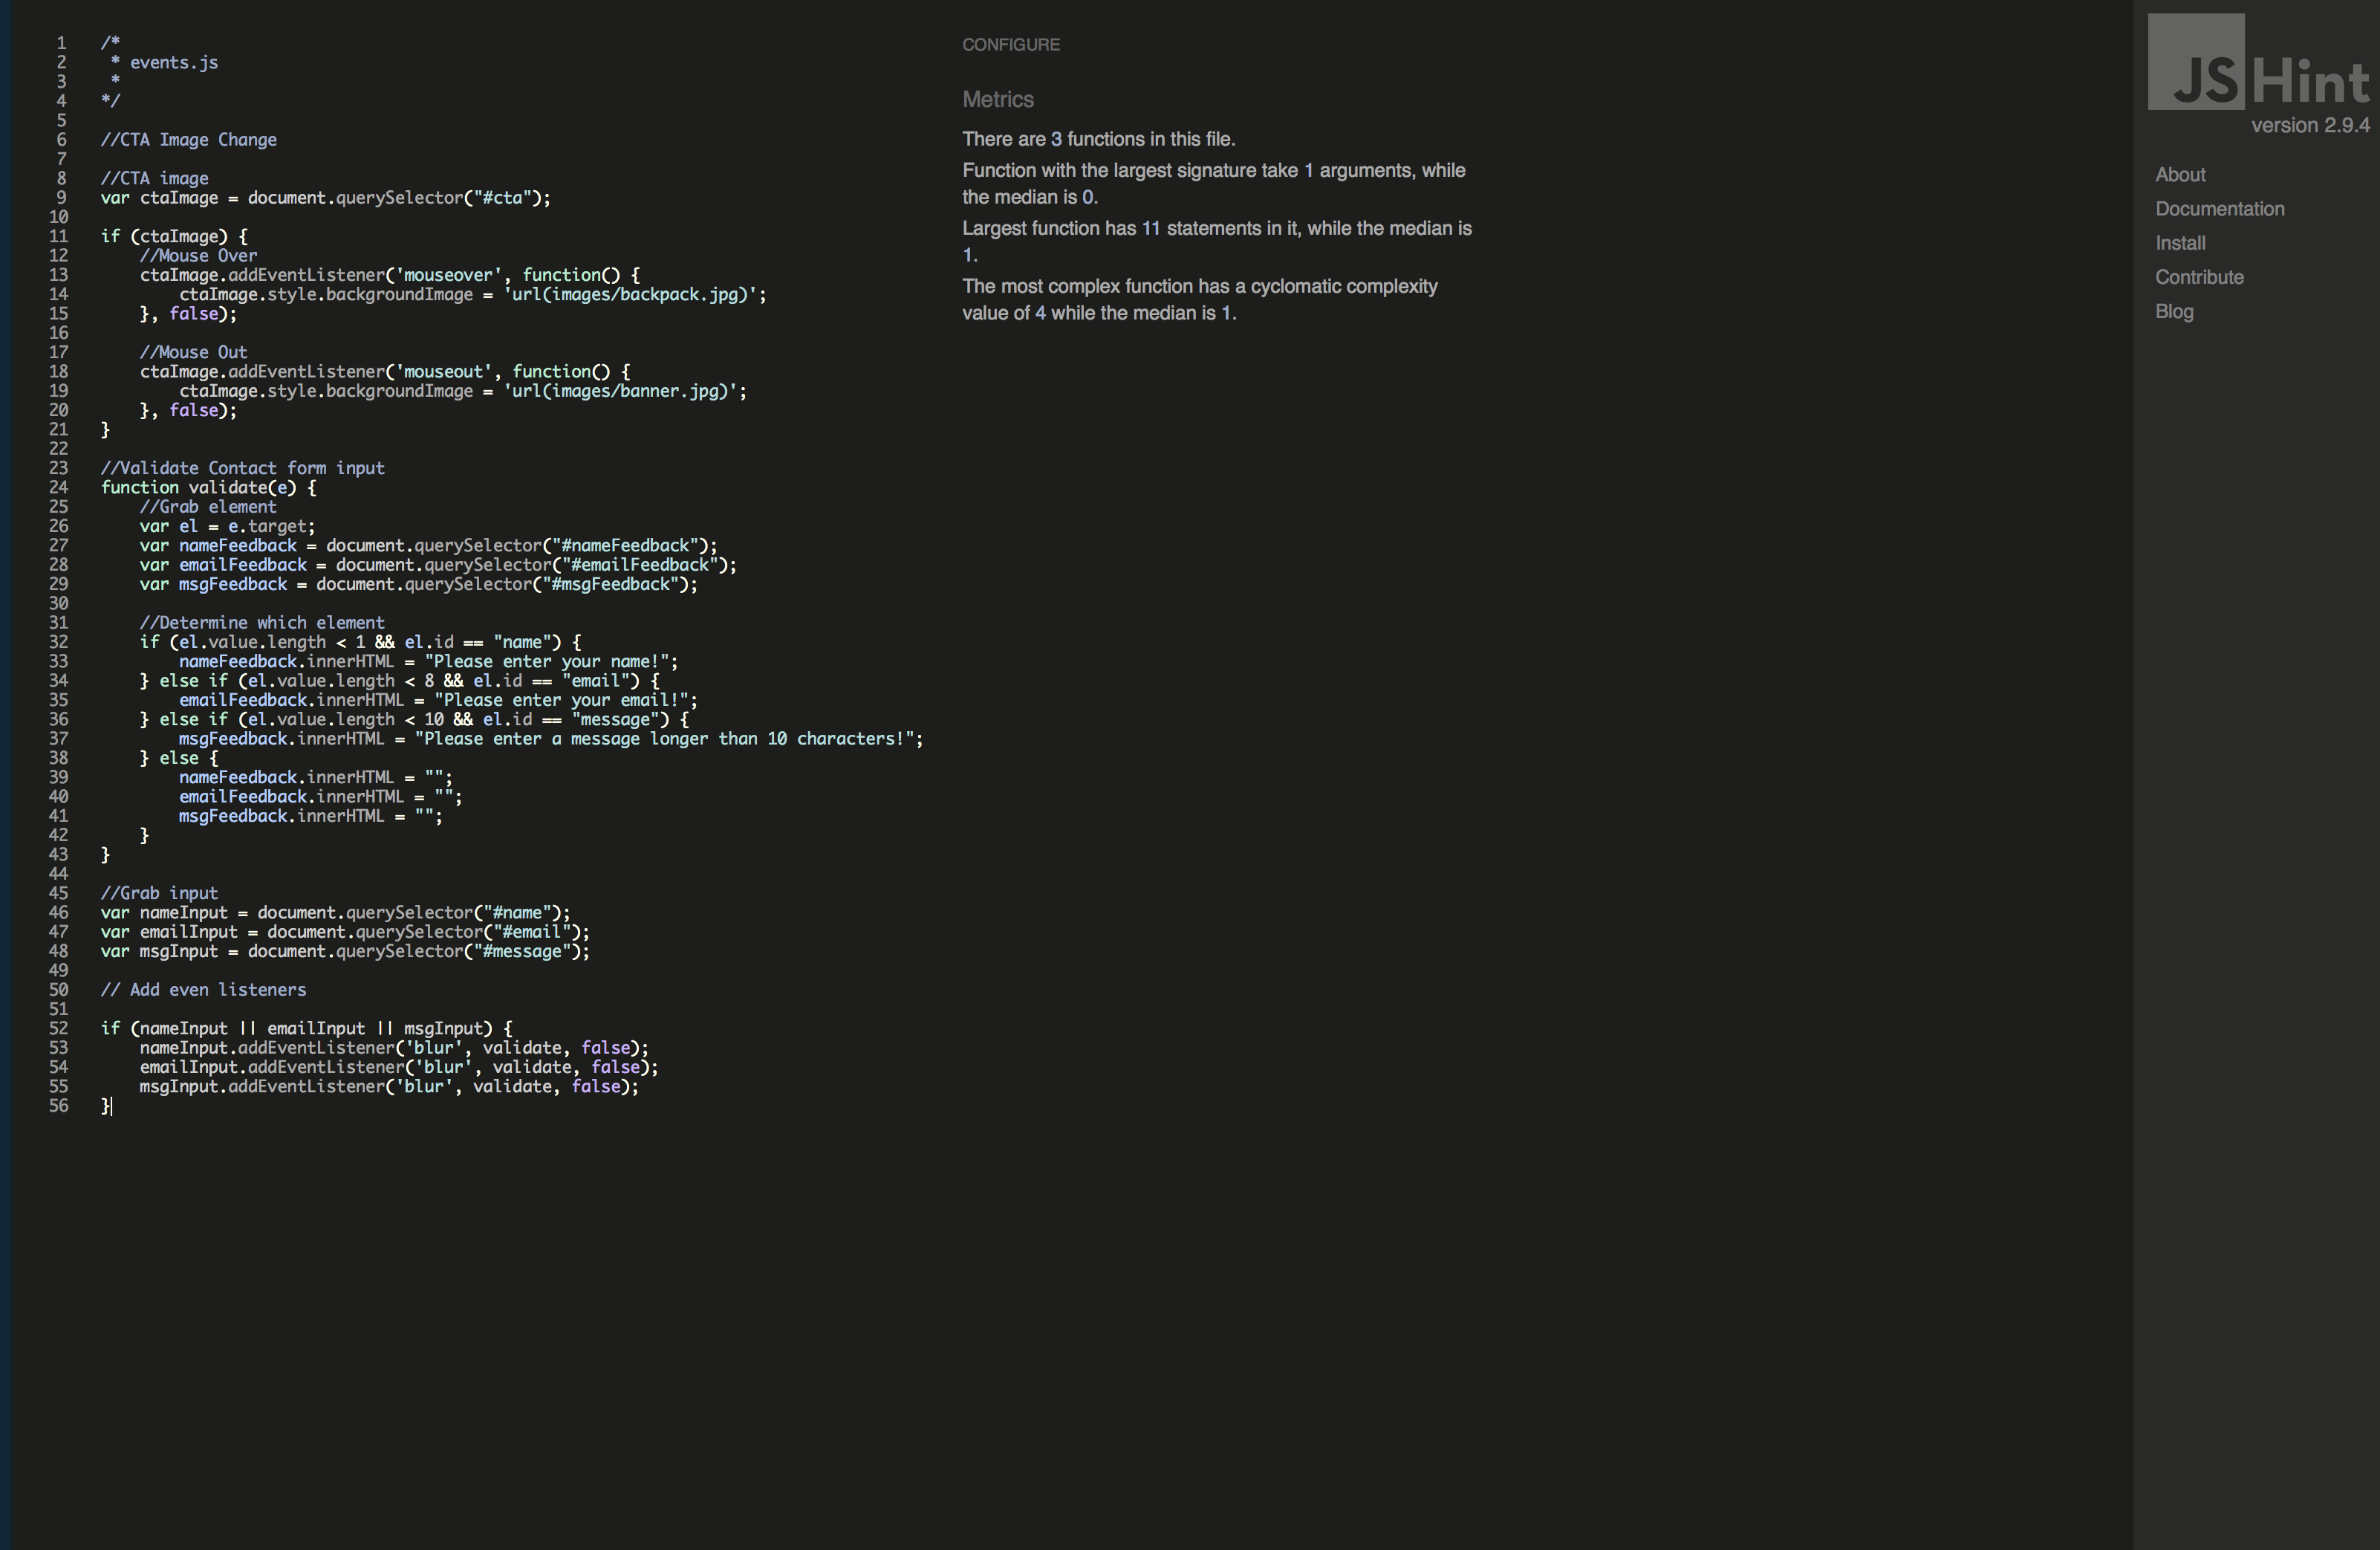 1 /*
2  * events.js
3  *
4 */
5
6 //CTA Image Change
7
8 //CTA image
9 var ctaImage = document.querySelector("#cta");
10
11 if (ctaImage) {
12     //Mouse Over
13     ctaImage.addEventListener('mouseover', function() {
14         ctaImage.style.backgroundImage = 'url(images/backpack.jpg)';
15     }, false);
16
17     //Mouse Out
18     ctaImage.addEventListener('mouseout', function() {
19         ctaImage.style.backgroundImage = 'url(images/banner.jpg)';
20     }, false);
21 }
22
23 //Validate Contact form input
24 function validate(e) {
25     //Grab element
26     var el = e.target;
27     var nameFeedback = document.querySelector("#nameFeedback");
28     var emailFeedback = document.querySelector("#emailFeedback");
29     var msgFeedback = document.querySelector("#msgFeedback");
30
31     //Determine which element
32     if (el.value.length < 1 && el.id == "name") {
33         nameFeedback.innerHTML = "Please enter your name!";
34     } else if (el.value.length < 8 && el.id == "email") {
35         emailFeedback.innerHTML = "Please enter your email!";
36     } else if (el.value.length < 10 && el.id == "message") {
37         msgFeedback.innerHTML = "Please enter a message longer than 10 characters!";
38     } else {
39         nameFeedback.innerHTML = "";
40         emailFeedback.innerHTML = "";
41         msgFeedback.innerHTML = "";
42     }
43 }
44
45 //Grab input
46 var nameInput = document.querySelector("#name");
47 var emailInput = document.querySelector("#email");
48 var msgInput = document.querySelector("#message");
49
50 // Add even listeners
51
52 if (nameInput || emailInput || msgInput) {
53     nameInput.addEventListener('blur', validate, false);
54     emailInput.addEventListener('blur', validate, false);
55     msgInput.addEventListener('blur', validate, false);
56 }
CONFIGURE
Metrics
There are 3 functions in this file.
Function with the largest signature take 1 arguments, while
the median is 0.
Largest function has 11 statements in it, while the median is
1.
The most complex function has a cyclomatic complexity
value of 4 while the median is 1.
JSHint
version 2.9.4
About
Documentation
Install
Contribute
Blog